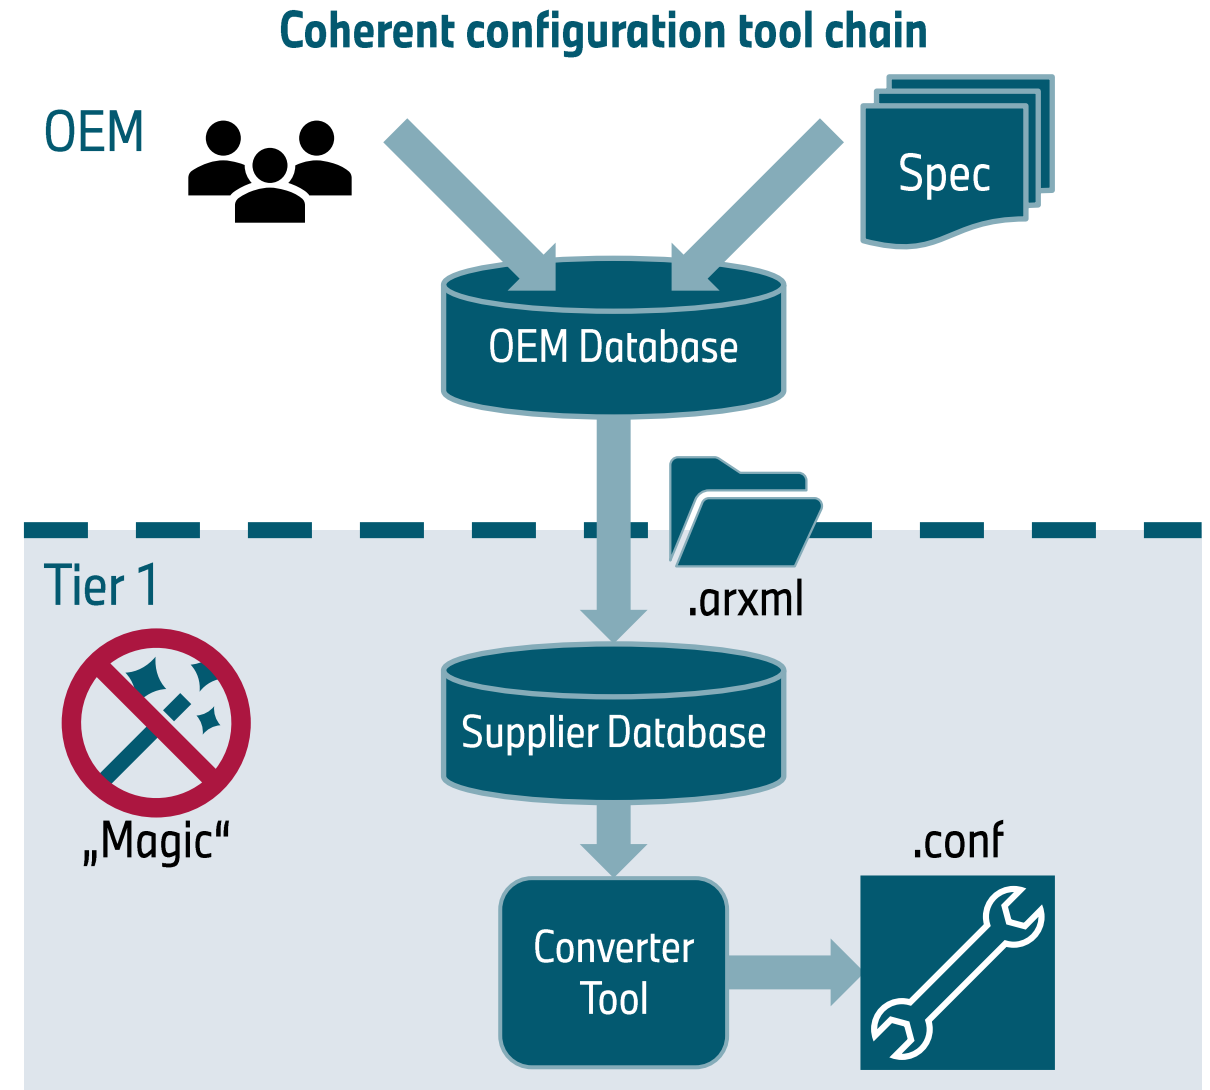 Coherent configuration tool chain
OEM
Spec
OEM Database
.arxml
Tier 1
Supplier Database
„Magic“
.conf
Converter
Tool